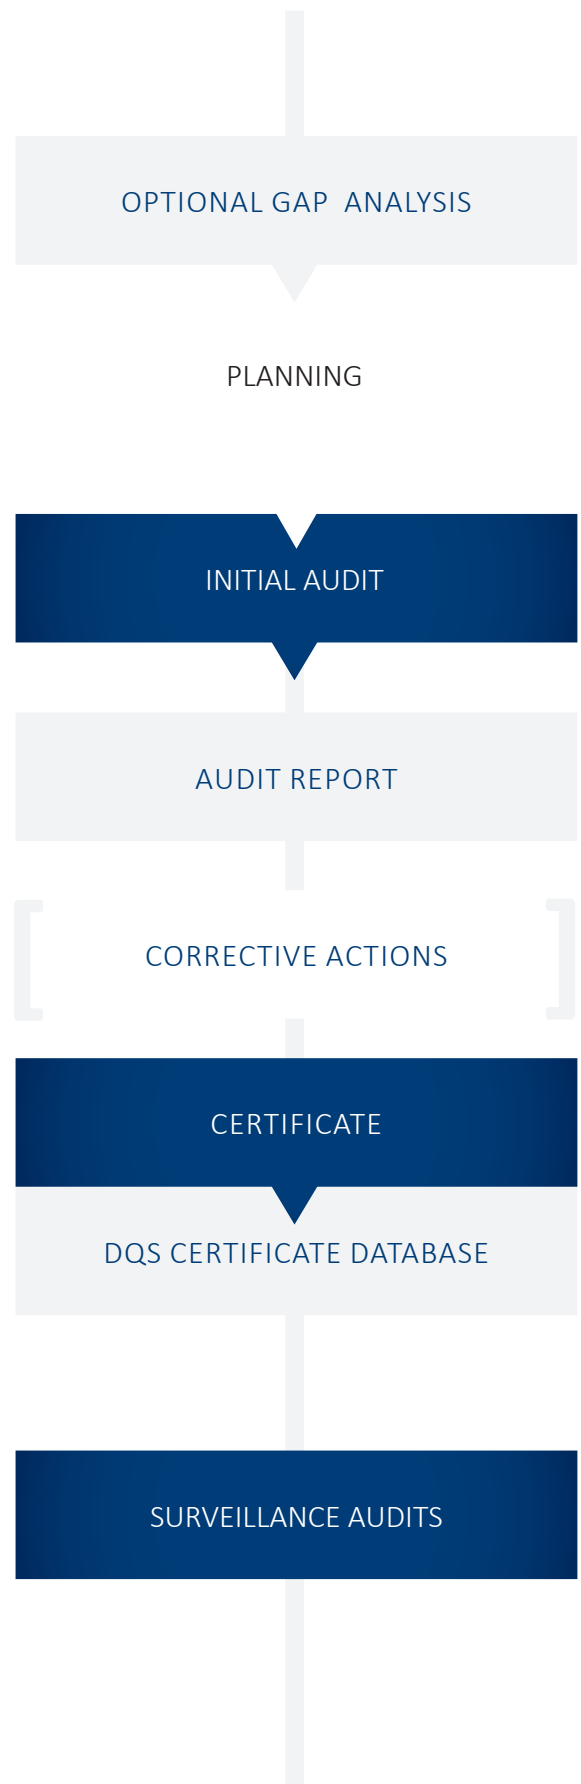 OPTIONAL GAP ANALYSIS
PLANNING
INITIAL AUDIT
AUDIT REPORT
[ CORRECTIVE ACTIONS ]
CERTIFICATE
DQS CERTIFICATE DATABASE
SURVEILLANCE AUDITS